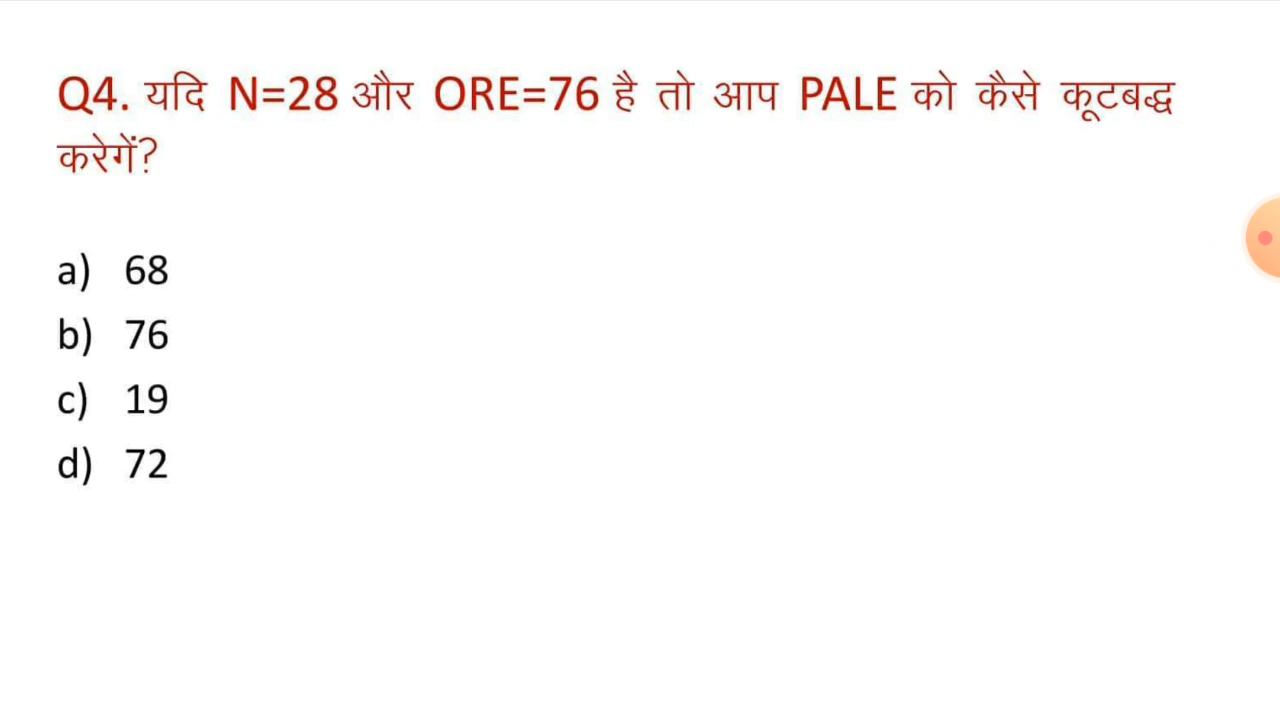 Q4. यदि N=28 और ORE=76 है तो आप PALE को कैसे कूटबद्ध
करेगें?
a) 68
b) 76
c) 19
d) 72